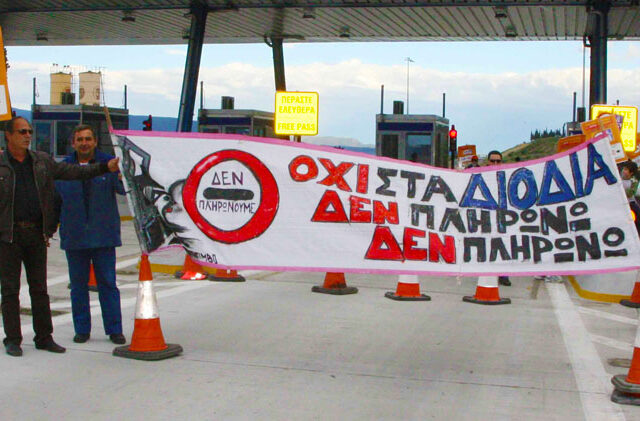 ΠΕΡΑΣΤΕ
ΕΛΕΥΘΕΡΑ
FREE PASS
ΔΕΝ
ΠΛΗΡΩΝΟΥΜΕ
ΟΧΙ ΣΤΑ ΔΙΟΔΙΑ
ΔΕΝ ΠΛΗΡΩΝΩ
ΔΕΝ ΠΛΗΡΩΝΩ